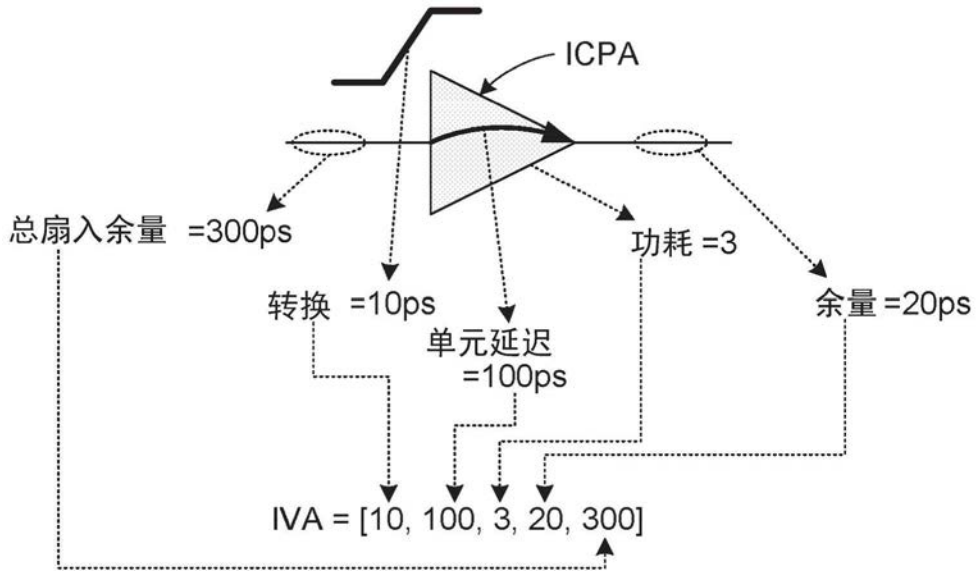 ICPA
总扇入余量 =300ps
功耗 =3
转换 =10ps
余量=20ps
单元延迟
=100ps
IVA = [10, 100, 3, 20, 300]